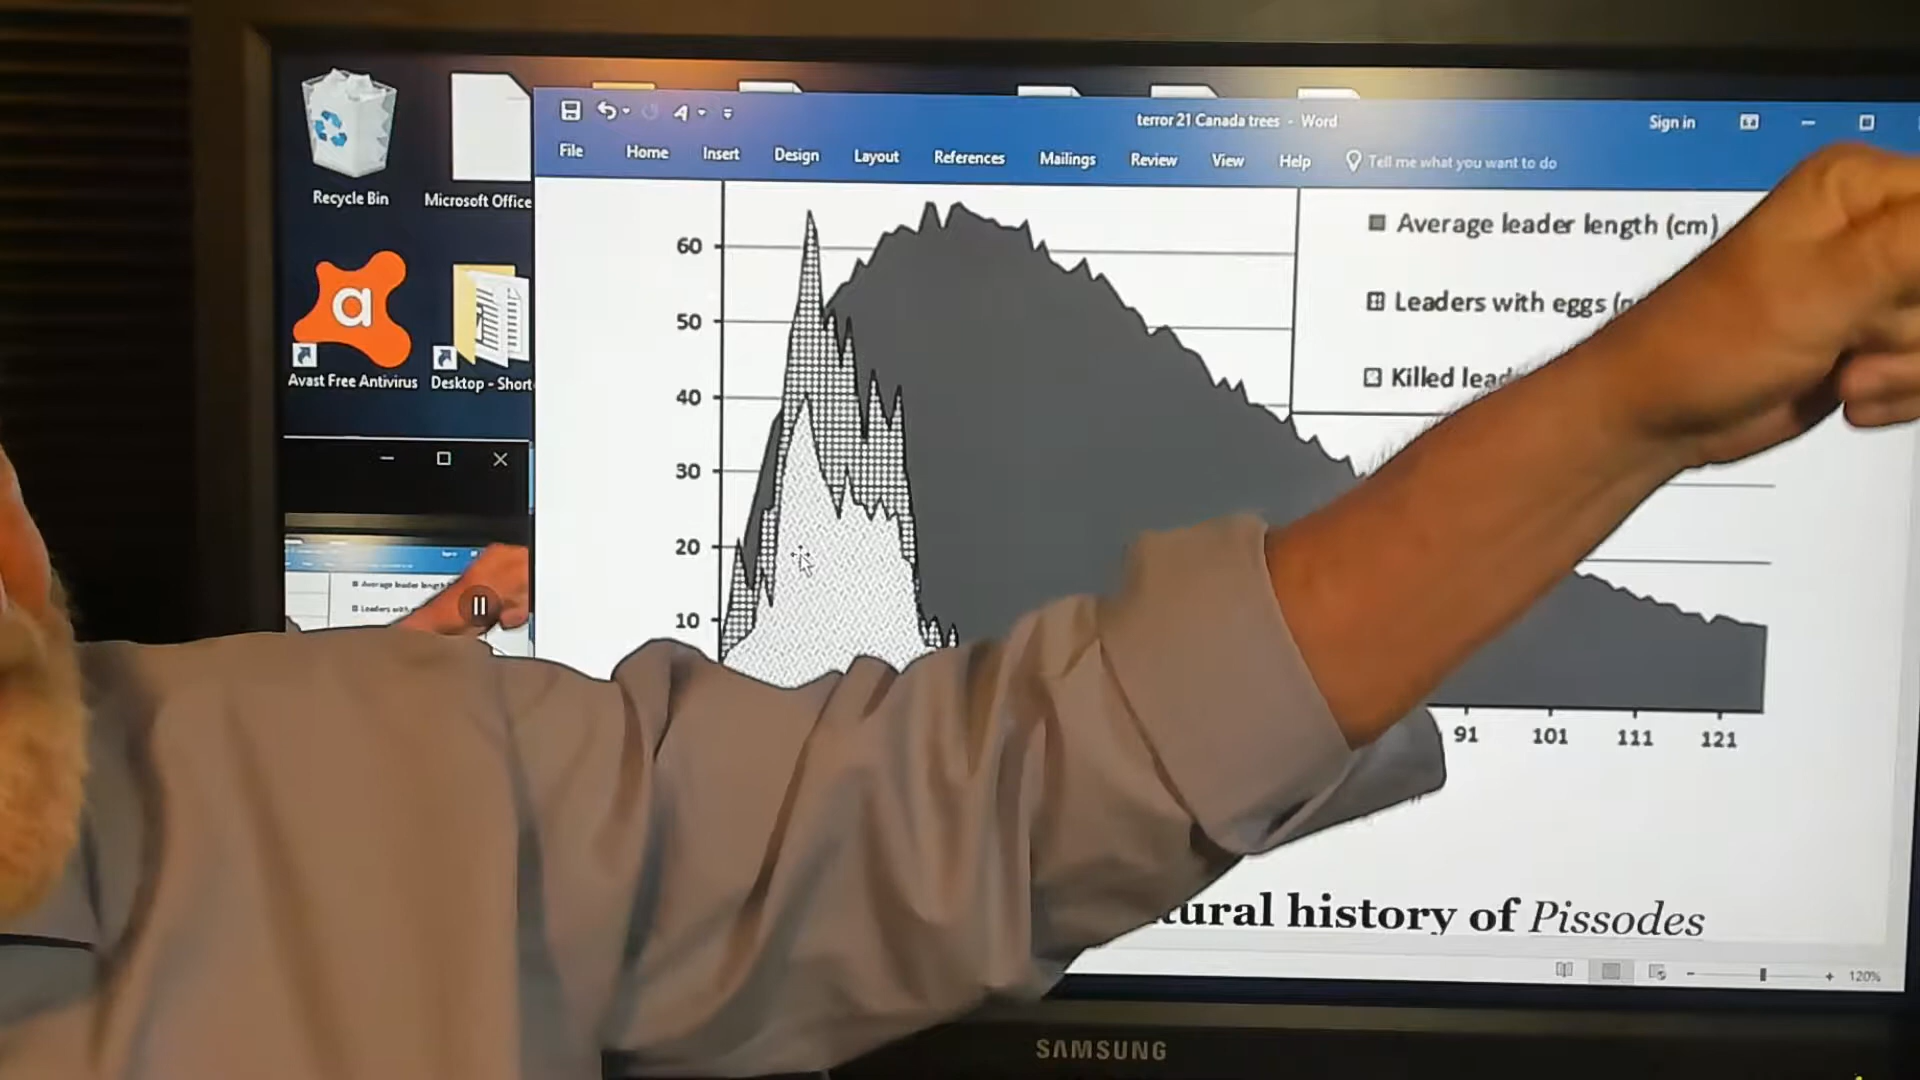 terror 21 Canada trees - Word
Sign in
File Home Insert Design Layout References Mailings Review View Help Tell me what you want to do
Recycle Bin
Microsoft Office
Avast Free Antivirus
Desktop - Short
60
50
40
30
20
10
Average leader length (cm)
Leaders with eggs
Killed
91 101 111 121
history of Pissodes
120%
SAMSUNG